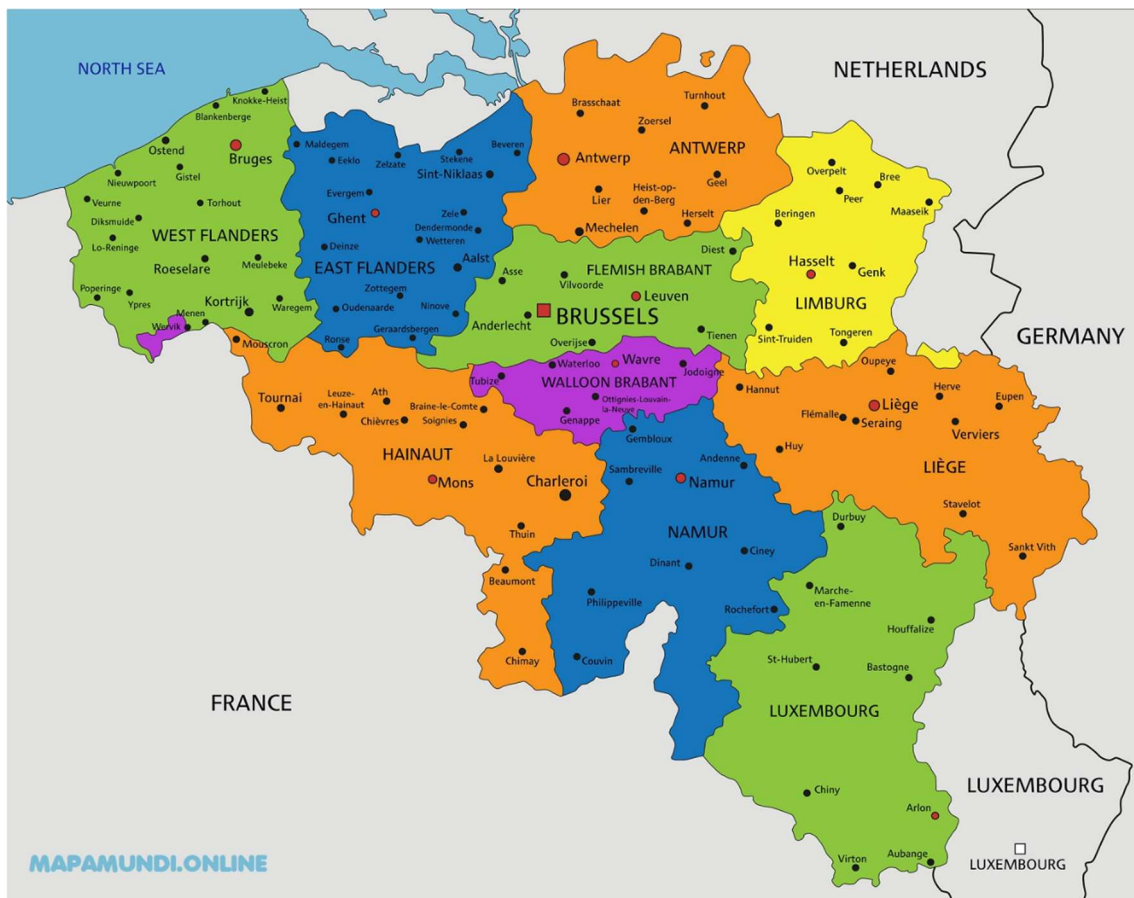 NORTH SEA
NETHERLANDS
Knokke-Heist
Blankenberge
Ostend
Bruges
Gistel
Nieuwpoort
Veurne
Torhout
Diksmuide
WEST FLANDERS
Lo-Reninge
Roeselare
Meulebeke
Poperinge
Ypres
Kortrijk
Waregem
Menen
Wervik
Maldegem
Eeklo
Zelzate
Stekene
Beveren
Sint-Niklaas
Evergem
Ghent
Zele
Dendermonde
Wetteren
Deinze
EAST FLANDERS
Aalst
Zottegem
Oudenaarde
Ninove
Geraardsbergen
Ronse
Brasschaat
Turnhout
Zoersel
Antwerp
ANTWERP
Geel
Lier
Heist-op-
den-Berg
Herselt
Mechelen
Overpelt
Bree
Peer
Maaseik
Beringen
Hasselt
Genk
LIMBURG
Sint-Truiden
Tongeren
Diest
Asse
FLEMISH BRABANT
Vilvoorde
Leuven
BRUSSELS
Anderlecht
Tienen
Overijse
GERMANY
Waterloo
Wavre
Jodoigne
Tubize
WALLOON BRABANT
Ottignies-Louvain-
la-Neuve
Genappe
Mouscron
Tournai
Leuze-
en-Hainaut
Ath
Chièvres
Braine-le-Comte
Soignies
HAINAUT
La Louvière
Mons
Charleroi
Thuin
Beaumont
Chimay
Gembloux
Andenne
Sambreville
Namur
NAMUR
Ciney
Dinant
Philippeville
Rochefort
Couvin
Oupeye
Hannut
Herve
Eupen
Liège
Flémalle
Seraing
Verviers
Huy
LIÈGE
Stavelot
Sankt Vith
Durbuy
Marche-
en-Famenne
Houffalize
St-Hubert
Bastogne
LUXEMBOURG
Chiny
Arlon
Virton
Aubange
FRANCE
LUXEMBOURG
LUXEMBOURG
MAPAMUNDI.ONLINE